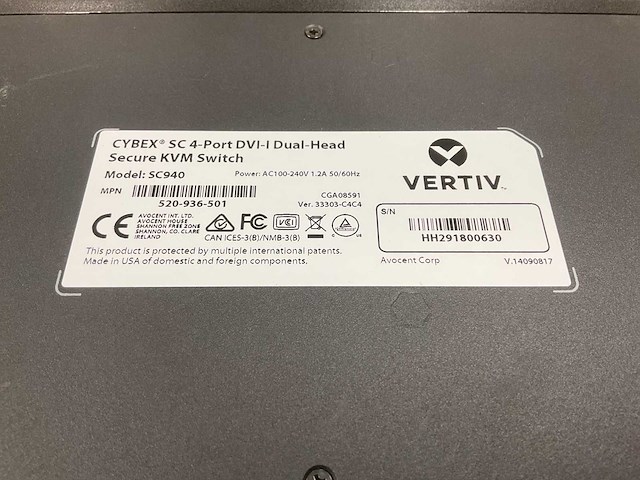 CYBEX® SC 4-Port DVI-I Dual-Head
Secure KVM Switch
Model: SC940
Power: AC100-240V 1.2A 50/60Hz
MPN
520-936-501
CGA08591
Ver. 33303-C4C4
CE
AVOCENT INT. LTD.
AVOCENT HOUSE
SHANNON FREE ZONE
SHANNON, CO. CLARE
IRELAND
FC
VCI
CAN ICES-3(B)/NMB-3(B)
This product is protected by multiple international patents.
Made in USA of domestic and foreign components.
VERTIV™
S/N
HH291800630
Avocent Corp
V.14090817